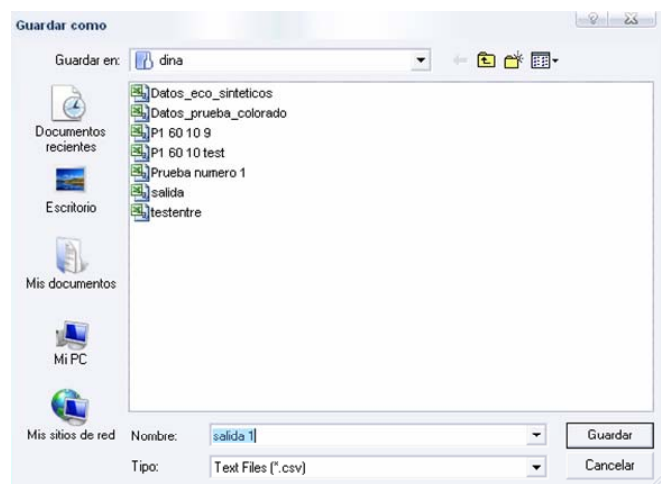 Guardar como
Guardar en: dina
Documentos
recientes
Escritorio
Mis documentos
Mi PC
Mis sitios de red
Datos_eco_sinteticos
Datos_prueba_colorado
P1 60 10 9
P1 60 10 test
Prueba numero 1
salida
testentre
Nombre: salida 1 Guardar
Tipo: Text Files (*.csv) Cancelar